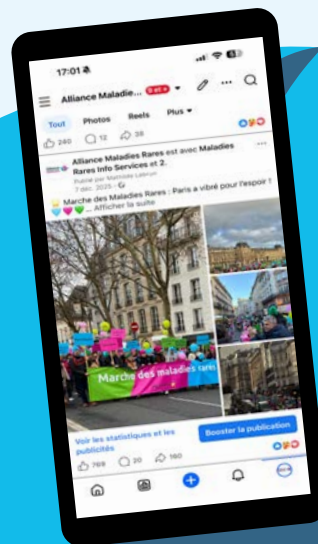 17:01
Alliance Maladie... 9 et +
Tout Photos Reels Plus
240 12 38
Alliance Maladies Rares est avec Maladies
Rares Info Services et 2.
Publié par Mathilde Lebrun
7 déc. 2025
Marche des Maladies Rares : Paris a vibré pour l'espoir !
... Afficher la suite
Marche des maladies rares
Voir les statistiques et les
publicités
Booster la publication
769 20 160